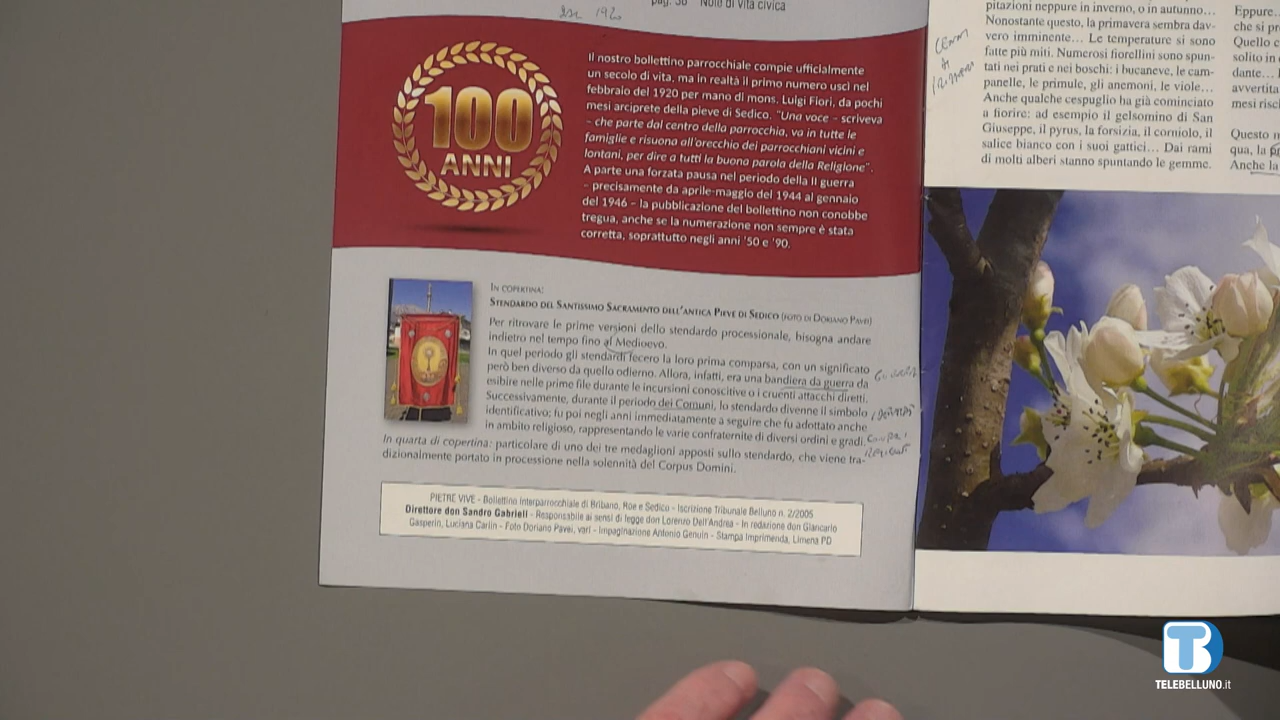 pag. 38 Note di vita civica
100
ANNI
Il nostro bollettino parrocchiale compie ufficialmente
un secolo di vita, ma in realtà il primo numero uscì nel
febbraio del 1920 per mano di mons. Luigi Fiori, da pochi
mesi arciprete della pieve di Sedico. "Una voce – scriveva
– che parte dal centro della parrocchia, va in tutte le
famiglie e risuona all'orecchio dei parrocchiani vicini e
lontani, per dire a tutti la buona parola della Religione".
A parte una forzata pausa nel periodo della II guerra
– precisamente da aprile-maggio del 1944 al gennaio
del 1946 – la pubblicazione del bollettino non conobbe
tregua, anche se la numerazione non sempre è stata
corretta, soprattutto negli anni '50 e '90.
In copertina:
Stendardo del Santissimo Sacramento dell'antica Pieve di Sedico (foto di Doriano Pavei)
Per ritrovare le prime versioni dello stendardo processionale, bisogna andare
indietro nel tempo fino al Medioevo.
In quel periodo gli stendardi fecero la loro prima comparsa, con un significato
però ben diverso da quello odierno. Allora, infatti, era una bandiera da guerra da
esibire nelle prime file durante le incursioni conoscitive o i cruenti attacchi diretti.
Successivamente, durante il periodo dei Comuni, lo stendardo divenne il simbolo
identificativo; fu poi negli anni immediatamente a seguire che fu adottato anche
in ambito religioso, rappresentando le varie confraternite di diversi ordini e gradi.
In quarta di copertina: particolare di uno dei tre medaglioni apposti sullo stendardo, che viene tra-
dizionalmente portato in processione nella solennità del Corpus Domini.
PIETRE VIVE - Bollettino Interparrocchiale di Bribano, Roe e Sedico - Iscrizione Tribunale Belluno n. 2/2005
Direttore don Sandro Gabrieli - Responsabile ai sensi di legge don Lorenzo Dell'Andrea - In redazione don Giancarlo
Gasperin, Luciana Carlin - Foto Doriano Pavei, vari - Impaginazione Antonio Genuin - Stampa Imprimenda, Limena PD
pitazioni neppure in inverno, o in autunno…
Nonostante questo, la primavera sembra dav-
vero imminente… Le temperature si sono
fatte più miti. Numerosi fiorellini sono spun-
tati nei prati e nei boschi: i bucaneve, le cam-
panelle, le primule, gli anemoni, le viole…
Anche qualche cespuglio ha già cominciato
a fiorire: ad esempio il gelsomino di San
Giuseppe, il pyrus, la forsizia, il corniolo, il
salice bianco con i suoi gattici… Dai rami
di molti alberi stanno spuntando le gemme.
Eppure.
che si pr
Quello c
solito in
dante…
avvertita
mesi risc
Questo n
qua, la p
Anche la
TELEBELLUNO.it